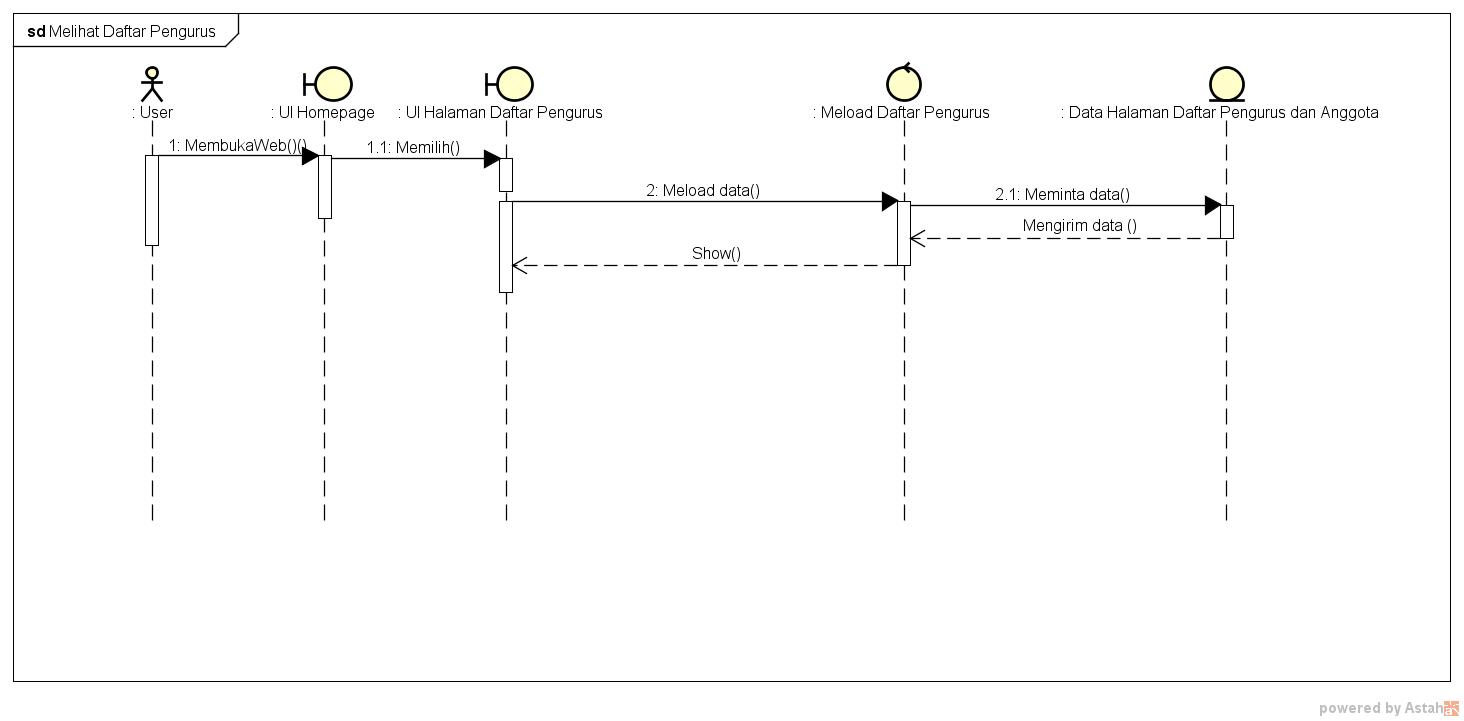 sd Melihat Daftar Pengurus
: User
: UI Homepage
: UI Halaman Daftar Pengurus
: Meload Daftar Pengurus
: Data Halaman Daftar Pengurus dan Anggota
1: MembukaWeb()()
1.1: Memilih()
2: Meload data()
2.1: Meminta data()
Mengirim data ()
Show()
powered by Astah